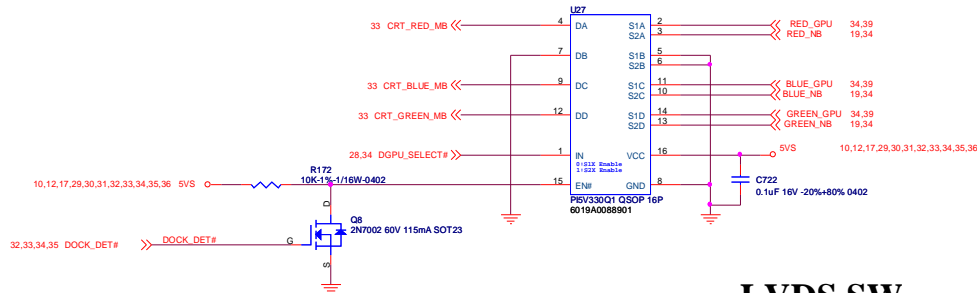 U27
33 CRT_RED_MB
4 DA S1A 2 RED_GPU 34,39
S2A 3 RED_NB 19,34
7 DB S1B 5
S2B 6
33 CRT_BLUE_MB 9 DC S1C 11 BLUE_GPU 34,39
S2C 10 BLUE_NB 19,34
33 CRT_GREEN_MB 12 DD S1D 14 GREEN_GPU 34,39
S2D 13 GREEN_NB 19,34
28,34 DGPU_SELECT# 1 IN VCC 16 5VS 10,12,17,29,30,31,32,33,34,35,36
0:S1X Enable
1:S2X Enable
R172
10K-1%-1/16W-0402
10,12,17,29,30,31,32,33,34,35,36 5VS 15 EN# GND 8
C722
0.1uF 16V -20%+80% 0402
PI5V330Q1 QSOP 16P
6019A0088901
D
Q8
2N7002 60V 115mA SOT23
32,33,34,35 DOCK_DET# DOCK_DET# G
S